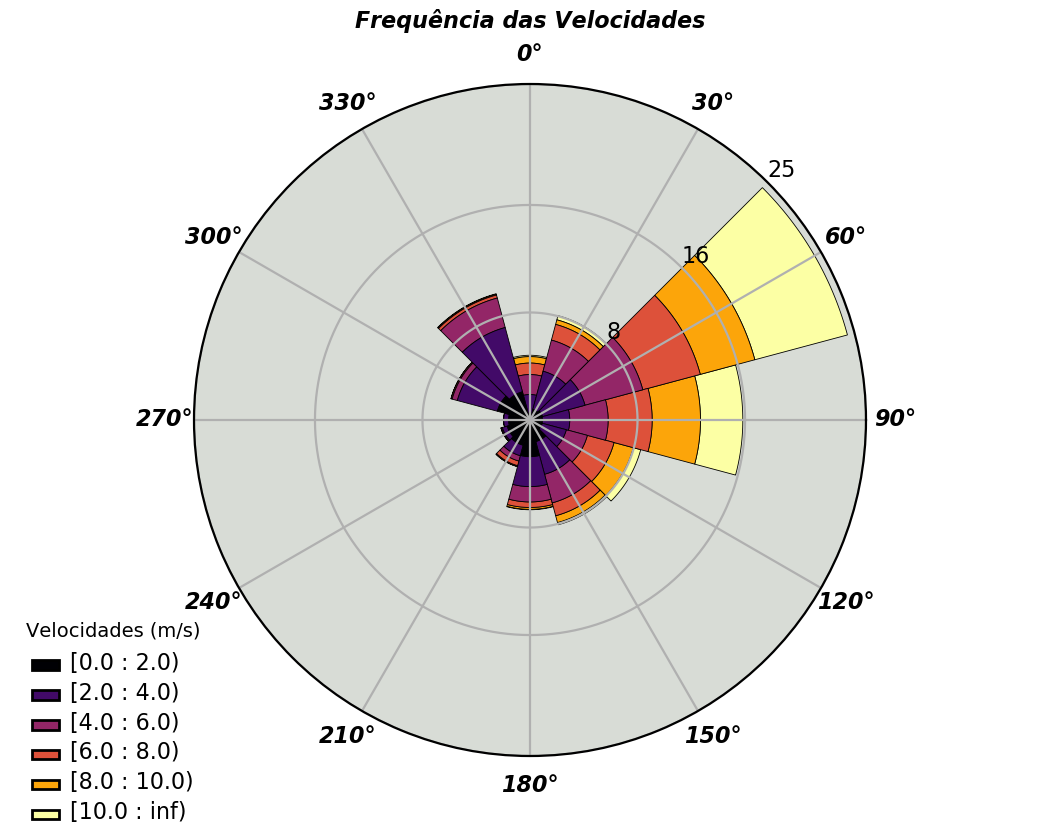 Frequência das Velocidades
0°
330°
30°
25
300°
60°
16
8
270°
90°
240°
120°
Velocidades (m/s)
[0.0 : 2.0)
[2.0 : 4.0)
[4.0 : 6.0)
[6.0 : 8.0)
[8.0 : 10.0)
[10.0 : inf)
210°
150°
180°